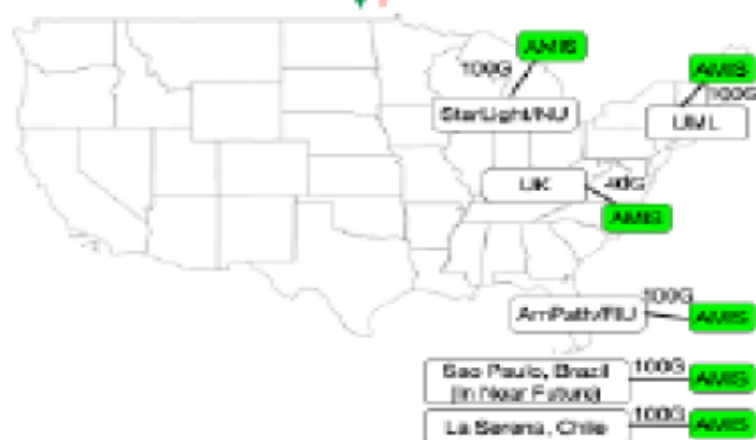 AMIS
100G
AMIS
100G
StarLight/NU
UML
UK
40G
AMIS
100G
AmPath/FIU
AMIS
Sao Paulo, Brazil
(In Near Future)
100G
AMIS
La Serena, Chile
100G
AMIS